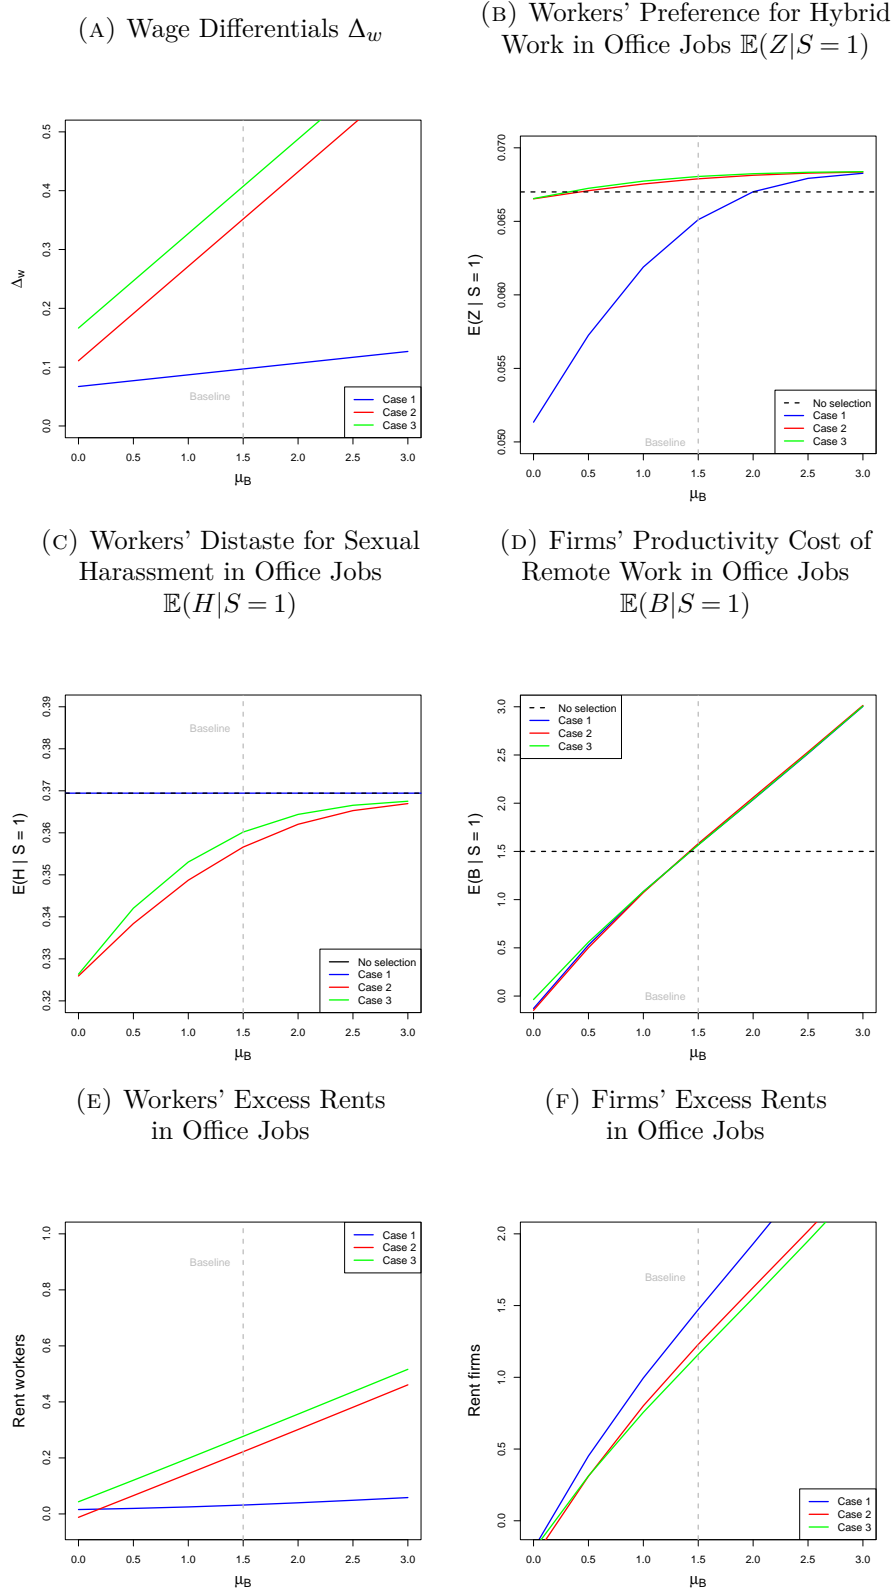 (A) Wage Differentials Δw
0.0 0.1 0.2 0.3 0.4 0.5
Δw
Baseline
Case 1
Case 2
Case 3
0.0 0.5 1.0 1.5 2.0 2.5 3.0
μB
(B) Workers' Preference for Hybrid
Work in Office Jobs 𝔼(Z|S = 1)
0.050 0.055 0.060 0.065 0.070
E(Z | S = 1)
Baseline
No selection
Case 1
Case 2
Case 3
0.0 0.5 1.0 1.5 2.0 2.5 3.0
μB
(C) Workers' Distaste for Sexual
Harassment in Office Jobs
𝔼(H|S = 1)
0.32 0.33 0.34 0.35 0.36 0.37 0.38 0.39
E(H | S = 1)
Baseline
No selection
Case 1
Case 2
Case 3
0.0 0.5 1.0 1.5 2.0 2.5 3.0
μB
(D) Firms' Productivity Cost of
Remote Work in Office Jobs
𝔼(B|S = 1)
0.0 0.5 1.0 1.5 2.0 2.5 3.0
E(B | S = 1)
No selection
Case 1
Case 2
Case 3
Baseline
0.0 0.5 1.0 1.5 2.0 2.5 3.0
μB
(E) Workers' Excess Rents
in Office Jobs
0.0 0.2 0.4 0.6 0.8 1.0
Rent workers
Baseline
Case 1
Case 2
Case 3
0.0 0.5 1.0 1.5 2.0 2.5 3.0
μB
(F) Firms' Excess Rents
in Office Jobs
0.0 0.5 1.0 1.5 2.0
Rent firms
Baseline
Case 1
Case 2
Case 3
0.0 0.5 1.0 1.5 2.0 2.5 3.0
μB